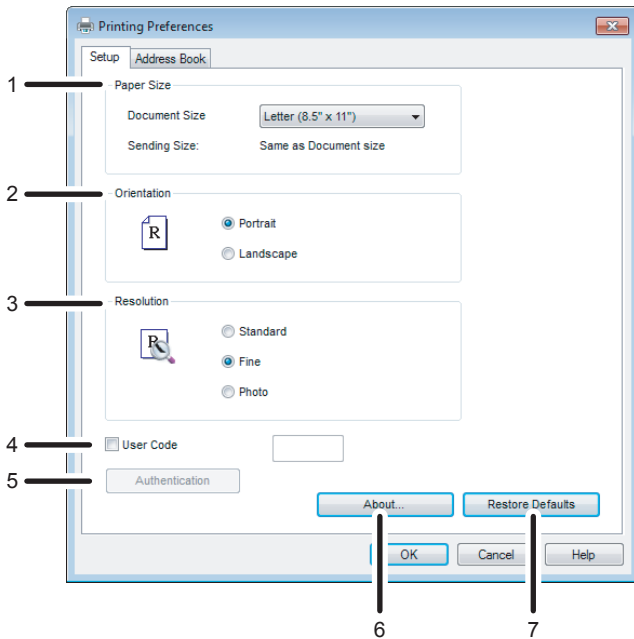 Printing Preferences
Setup Address Book
1 Paper Size
Document Size Letter (8.5" x 11")
Sending Size: Same as Document size
2 Orientation
R Portrait
Landscape
3 Resolution
Standard
R Fine
Photo
4 User Code
5 Authentication
About... Restore Defaults
OK Cancel Help
6 7